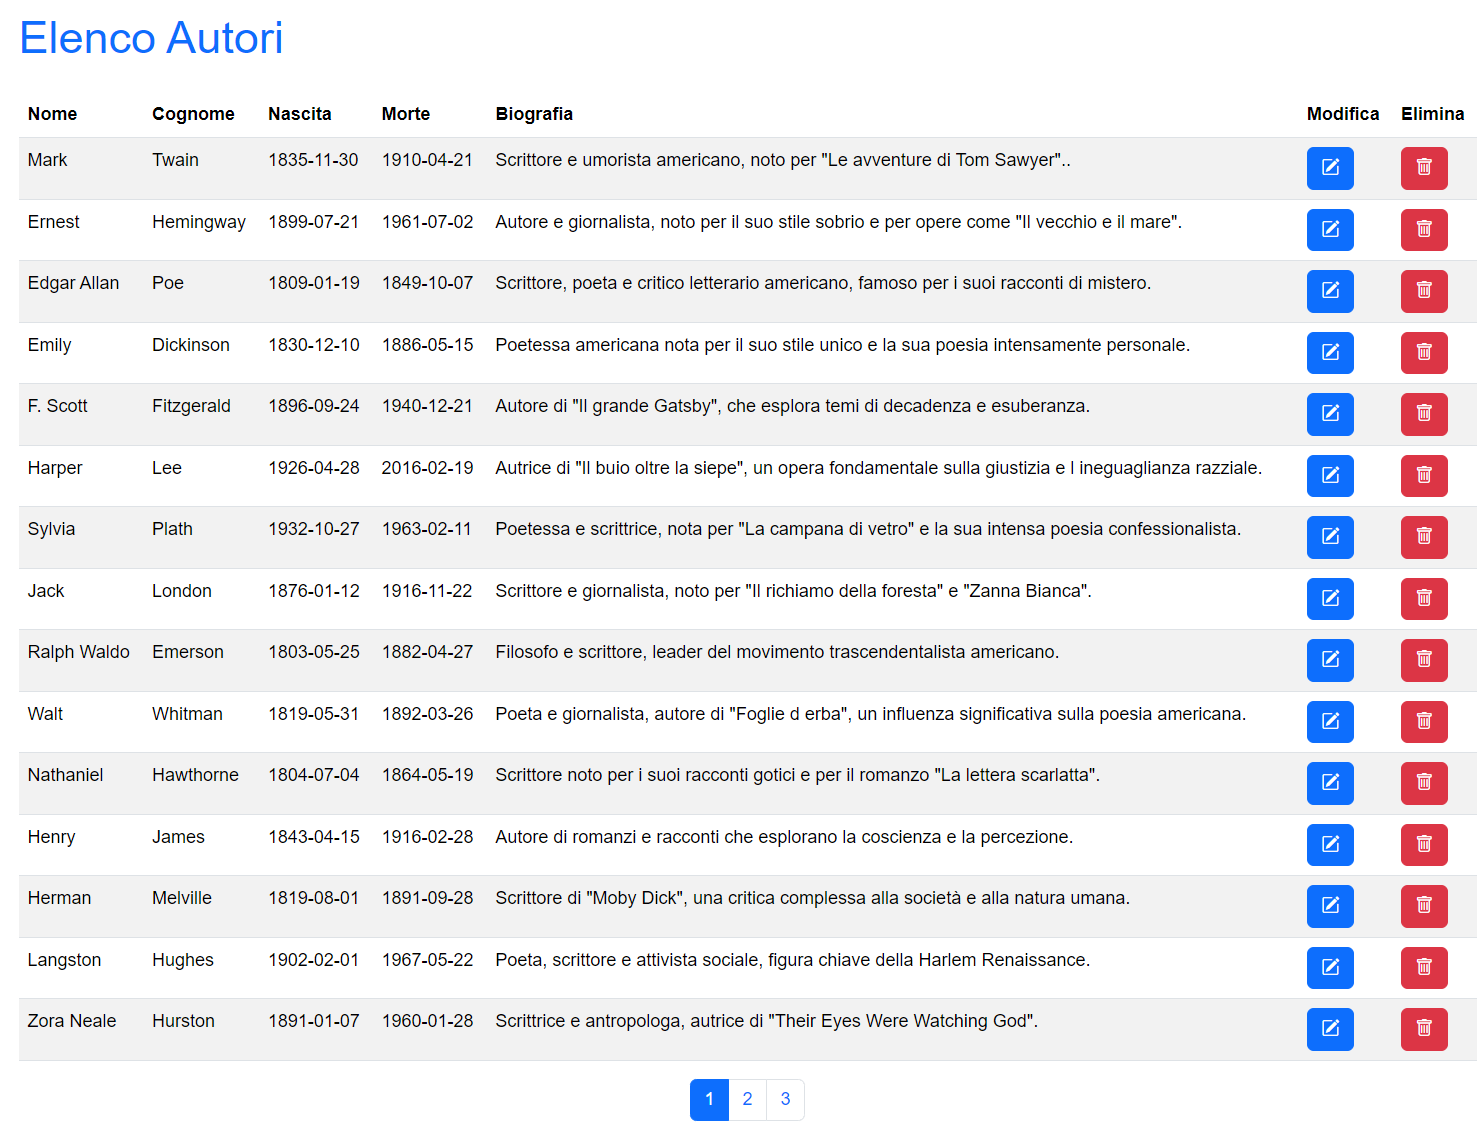 Elenco Autori
Nome Cognome Nascita Morte Biografia Modifica Elimina
Mark Twain 1835-11-30 1910-04-21 Scrittore e umorista americano, noto per "Le avventure di Tom Sawyer"..
Ernest Hemingway 1899-07-21 1961-07-02 Autore e giornalista, noto per il suo stile sobrio e per opere come "Il vecchio e il mare".
Edgar Allan Poe 1809-01-19 1849-10-07 Scrittore, poeta e critico letterario americano, famoso per i suoi racconti di mistero.
Emily Dickinson 1830-12-10 1886-05-15 Poetessa americana nota per il suo stile unico e la sua poesia intensamente personale.
F. Scott Fitzgerald 1896-09-24 1940-12-21 Autore di "Il grande Gatsby", che esplora temi di decadenza e esuberanza.
Harper Lee 1926-04-28 2016-02-19 Autrice di "Il buio oltre la siepe", un opera fondamentale sulla giustizia e l ineguaglianza razziale.
Sylvia Plath 1932-10-27 1963-02-11 Poetessa e scrittrice, nota per "La campana di vetro" e la sua intensa poesia confessionalista.
Jack London 1876-01-12 1916-11-22 Scrittore e giornalista, noto per "Il richiamo della foresta" e "Zanna Bianca".
Ralph Waldo Emerson 1803-05-25 1882-04-27 Filosofo e scrittore, leader del movimento trascendentalista americano.
Walt Whitman 1819-05-31 1892-03-26 Poeta e giornalista, autore di "Foglie d erba", un influenza significativa sulla poesia americana.
Nathaniel Hawthorne 1804-07-04 1864-05-19 Scrittore noto per i suoi racconti gotici e per il romanzo "La lettera scarlatta".
Henry James 1843-04-15 1916-02-28 Autore di romanzi e racconti che esplorano la coscienza e la percezione.
Herman Melville 1819-08-01 1891-09-28 Scrittore di "Moby Dick", una critica complessa alla società e alla natura umana.
Langston Hughes 1902-02-01 1967-05-22 Poeta, scrittore e attivista sociale, figura chiave della Harlem Renaissance.
Zora Neale Hurston 1891-01-07 1960-01-28 Scrittrice e antropologa, autrice di "Their Eyes Were Watching God".
1 2 3